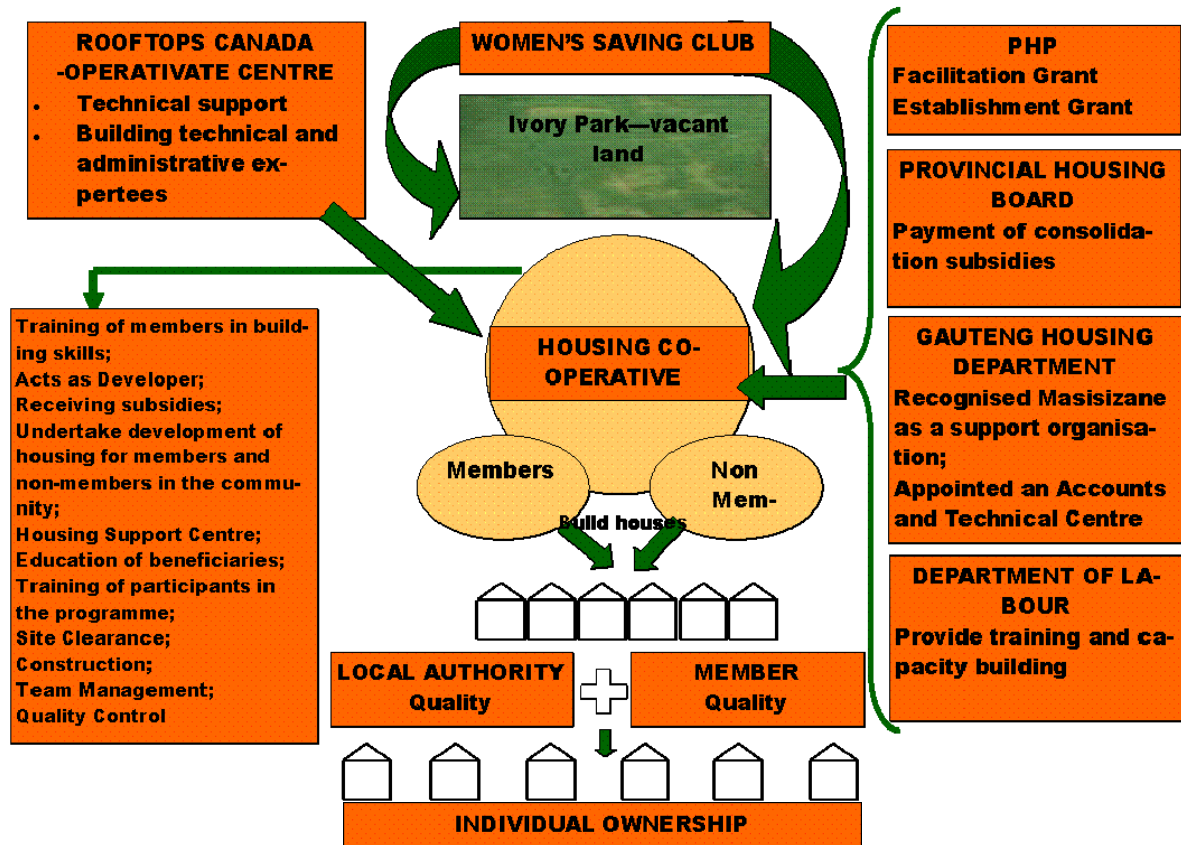 ROOFTOPS CANADA
-OPERATIVATE CENTRE
• Technical support
• Building technical and
administrative ex-
pertees
WOMEN'S SAVING CLUB
Ivory Park—vacant
land
PHP
Facilitation Grant
Establishment Grant
PROVINCIAL HOUSING
BOARD
Payment of consolida-
tion subsidies
GAUTENG HOUSING
DEPARTMENT
Recognised Masisizane
as a support organisa-
tion;
Appointed an Accounts
and Technical Centre
DEPARTMENT OF LA-
BOUR
Provide training and ca-
pacity building
HOUSING CO-
OPERATIVE
Members
Non
Mem-
Build houses
Training of members in build-
ing skills;
Acts as Developer;
Receiving subsidies;
Undertake development of
housing for members and
non-members in the commu-
nity;
Housing Support Centre;
Education of beneficiaries;
Training of participants in
the programme;
Site Clearance;
Construction;
Team Management;
Quality Control
LOCAL AUTHORITY
Quality
MEMBER
Quality
INDIVIDUAL OWNERSHIP